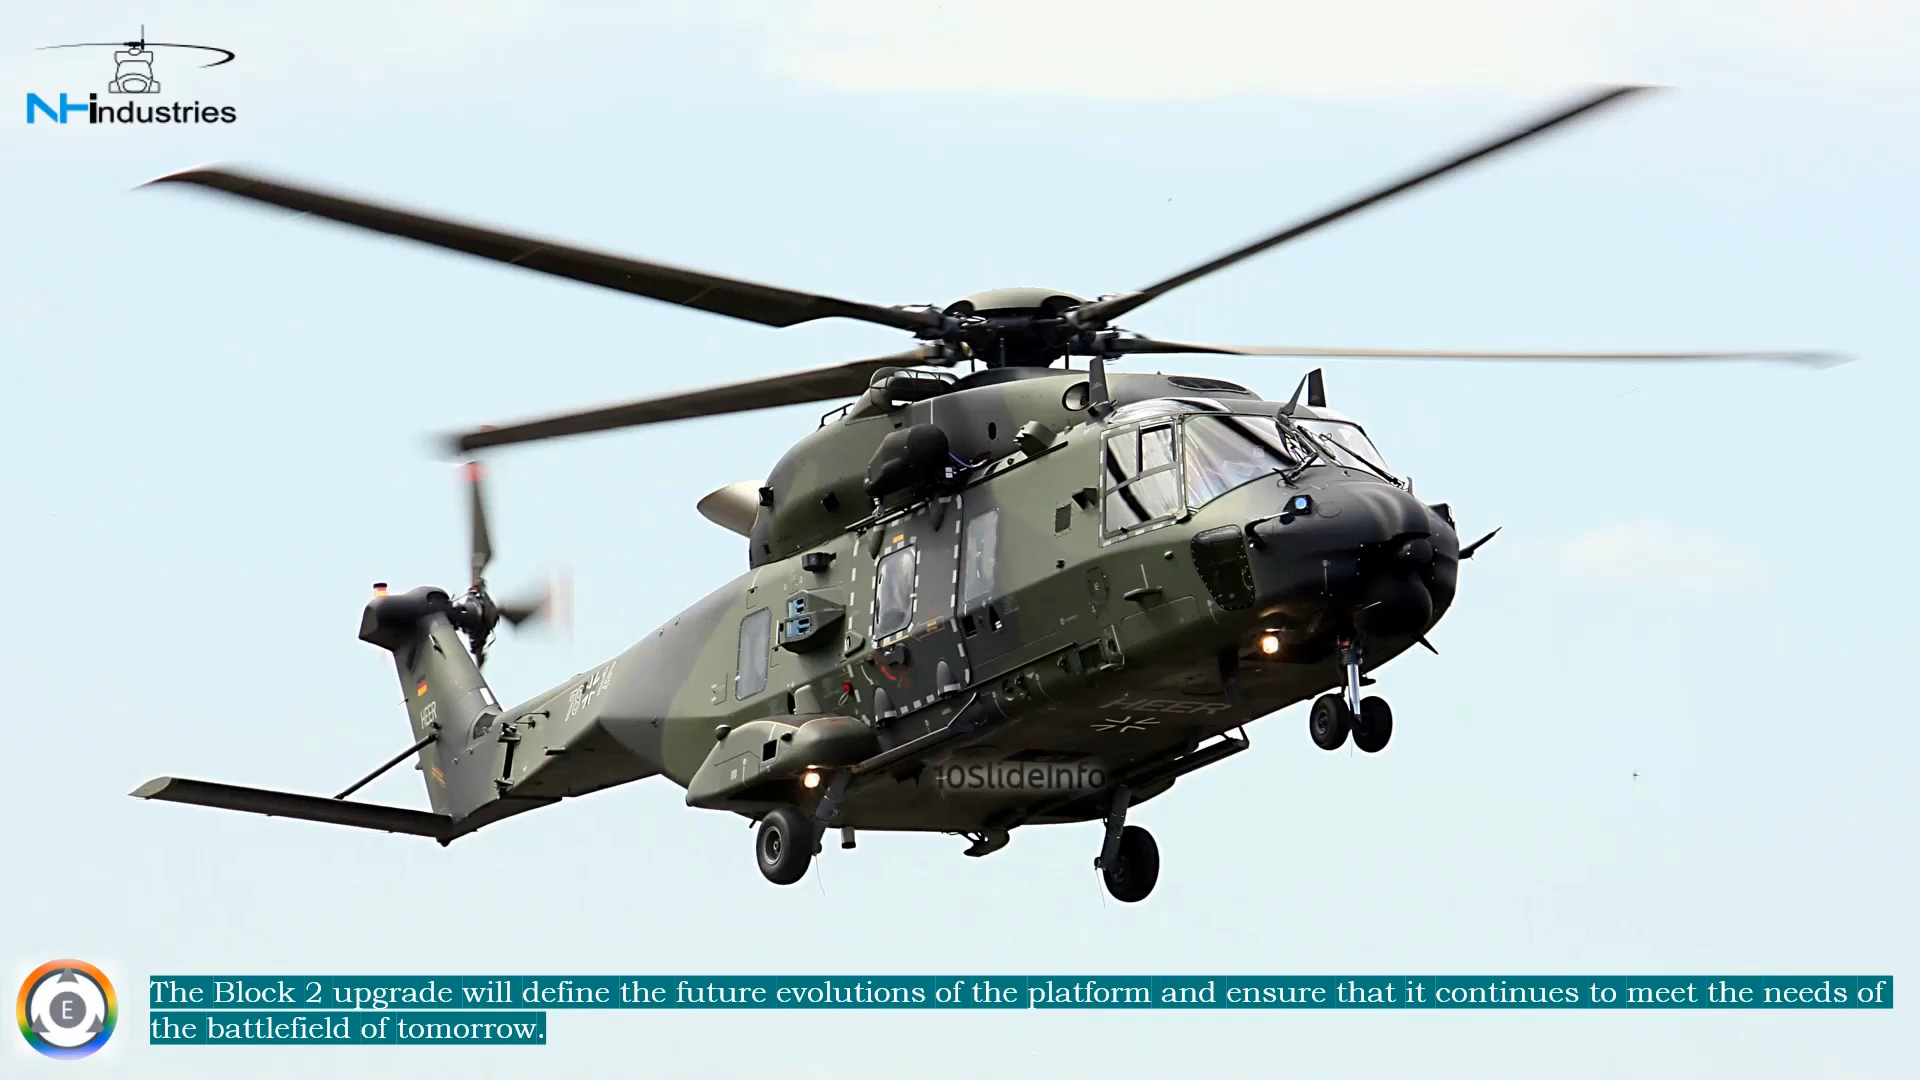 NHindustries
HEER
HEER
10SlideInfo
E
The Block 2 upgrade will define the future evolutions of the platform and ensure that it continues to meet the needs of
the battlefield of tomorrow.